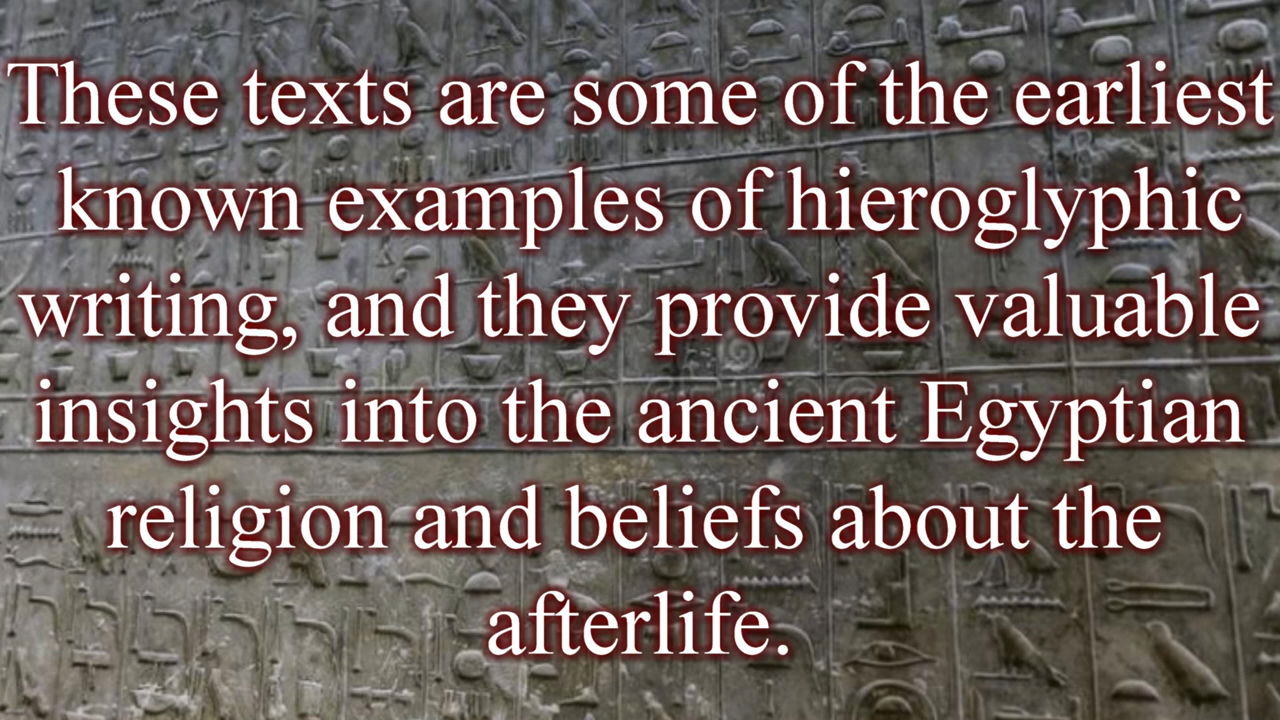 These texts are some of the earliest
known examples of hieroglyphic
writing, and they provide valuable
insights into the ancient Egyptian
religion and beliefs about the
afterlife.